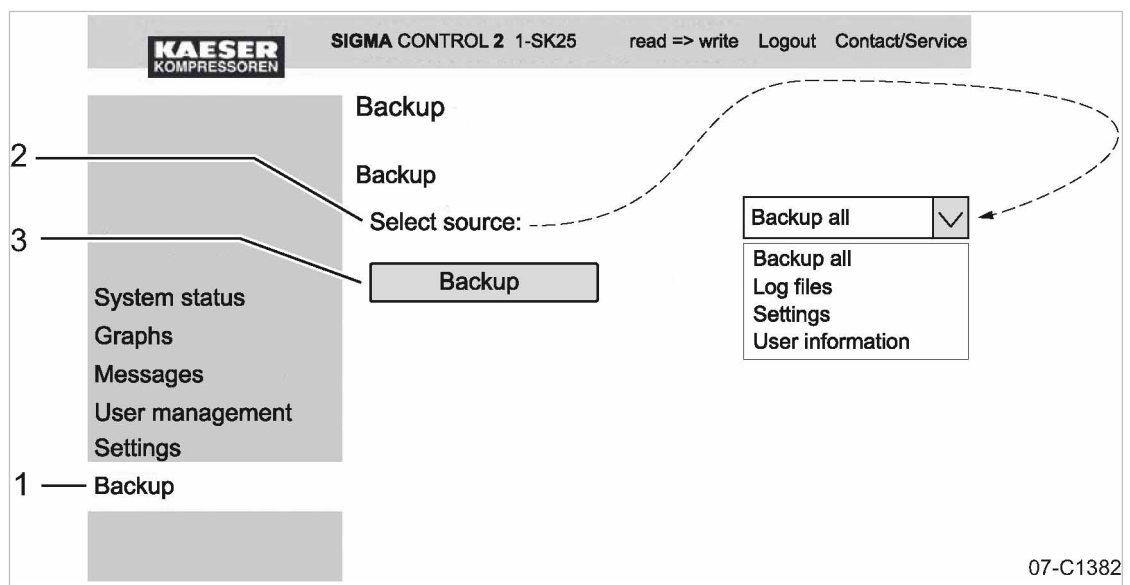 KAESER
KOMPRESSOREN
SIGMA CONTROL 2 1-SK25 read => write Logout Contact/Service
Backup
2
Backup
Select source:
Backup all
3
Backup
Backup all
Log files
Settings
User information
System status
Graphs
Messages
User management
Settings
1
Backup
07-C1382